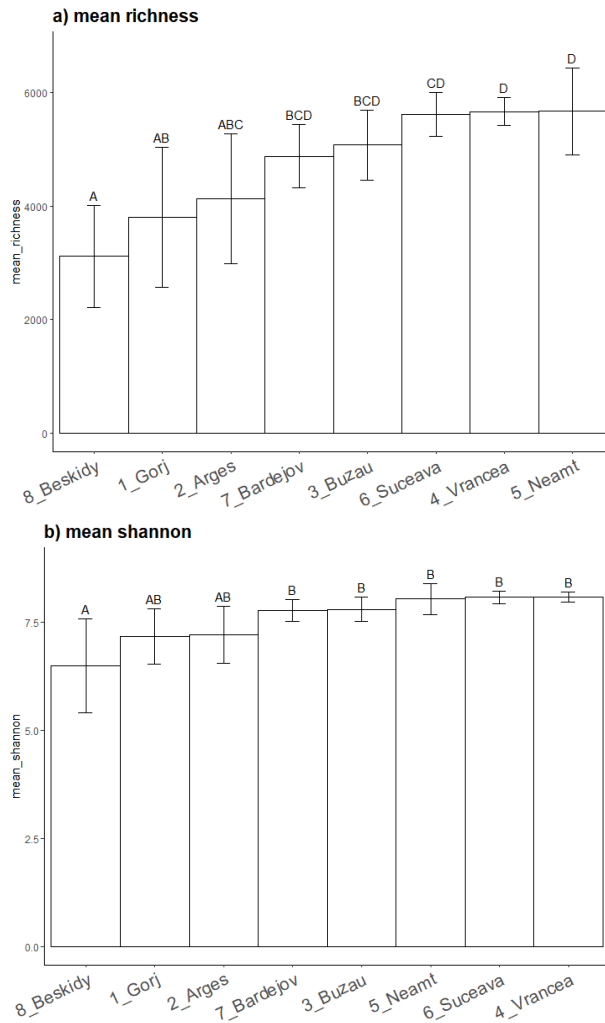 a) mean richness
mean_richness
6000
4000
2000
0
A
AB
ABC
BCD
BCD
CD
D
D
8_Beskidy
1_Gorj
2_Arges
7_Bardejov
3_Buzau
6_Suceava
4_Vrancea
5_Neamt
b) mean shannon
mean_shannon
7.5
5.0
2.5
0.0
A
AB
AB
B
B
B
B
B
8_Beskidy
1_Gorj
2_Arges
7_Bardejov
3_Buzau
5_Neamt
6_Suceava
4_Vrancea